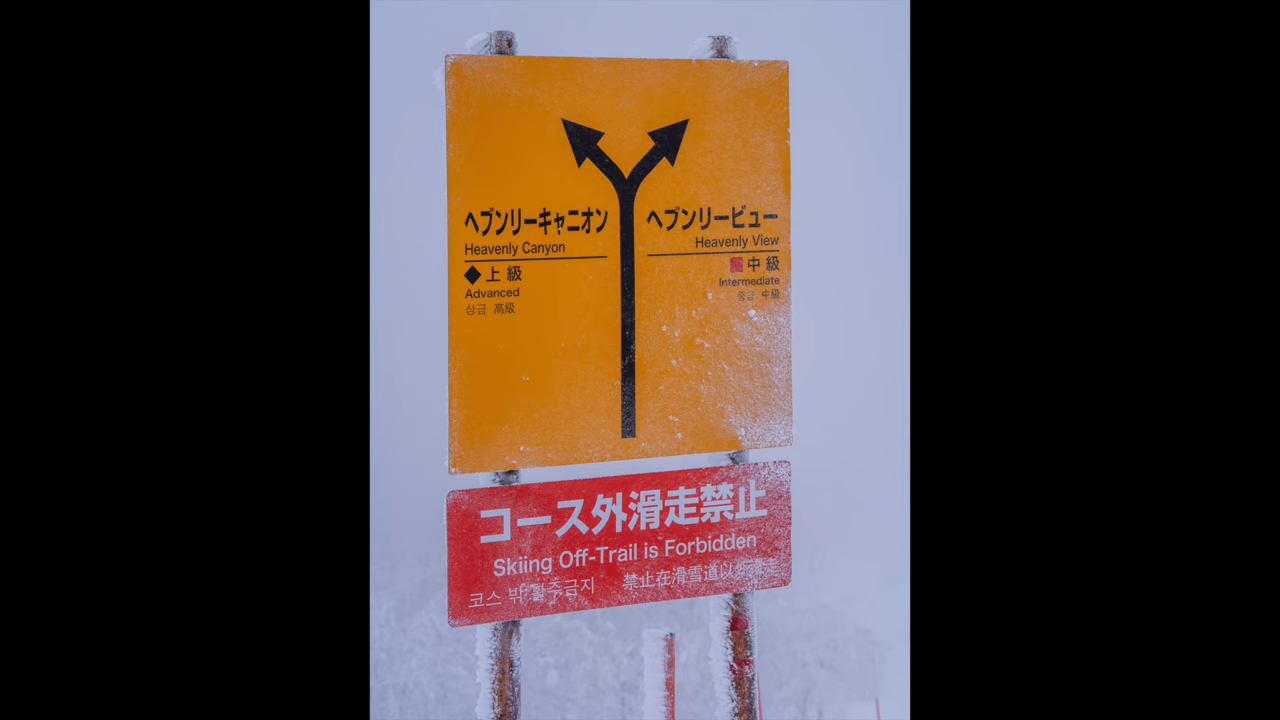 ヘブンリーキャニオン
Heavenly Canyon
上級
Advanced
상급 高級
ヘブンリービュー
Heavenly View
中級
Intermediate
중급 中級
コース外滑走禁止
Skiing Off-Trail is Forbidden
코스 밖 활주금지 禁止在滑雪道以外滑走